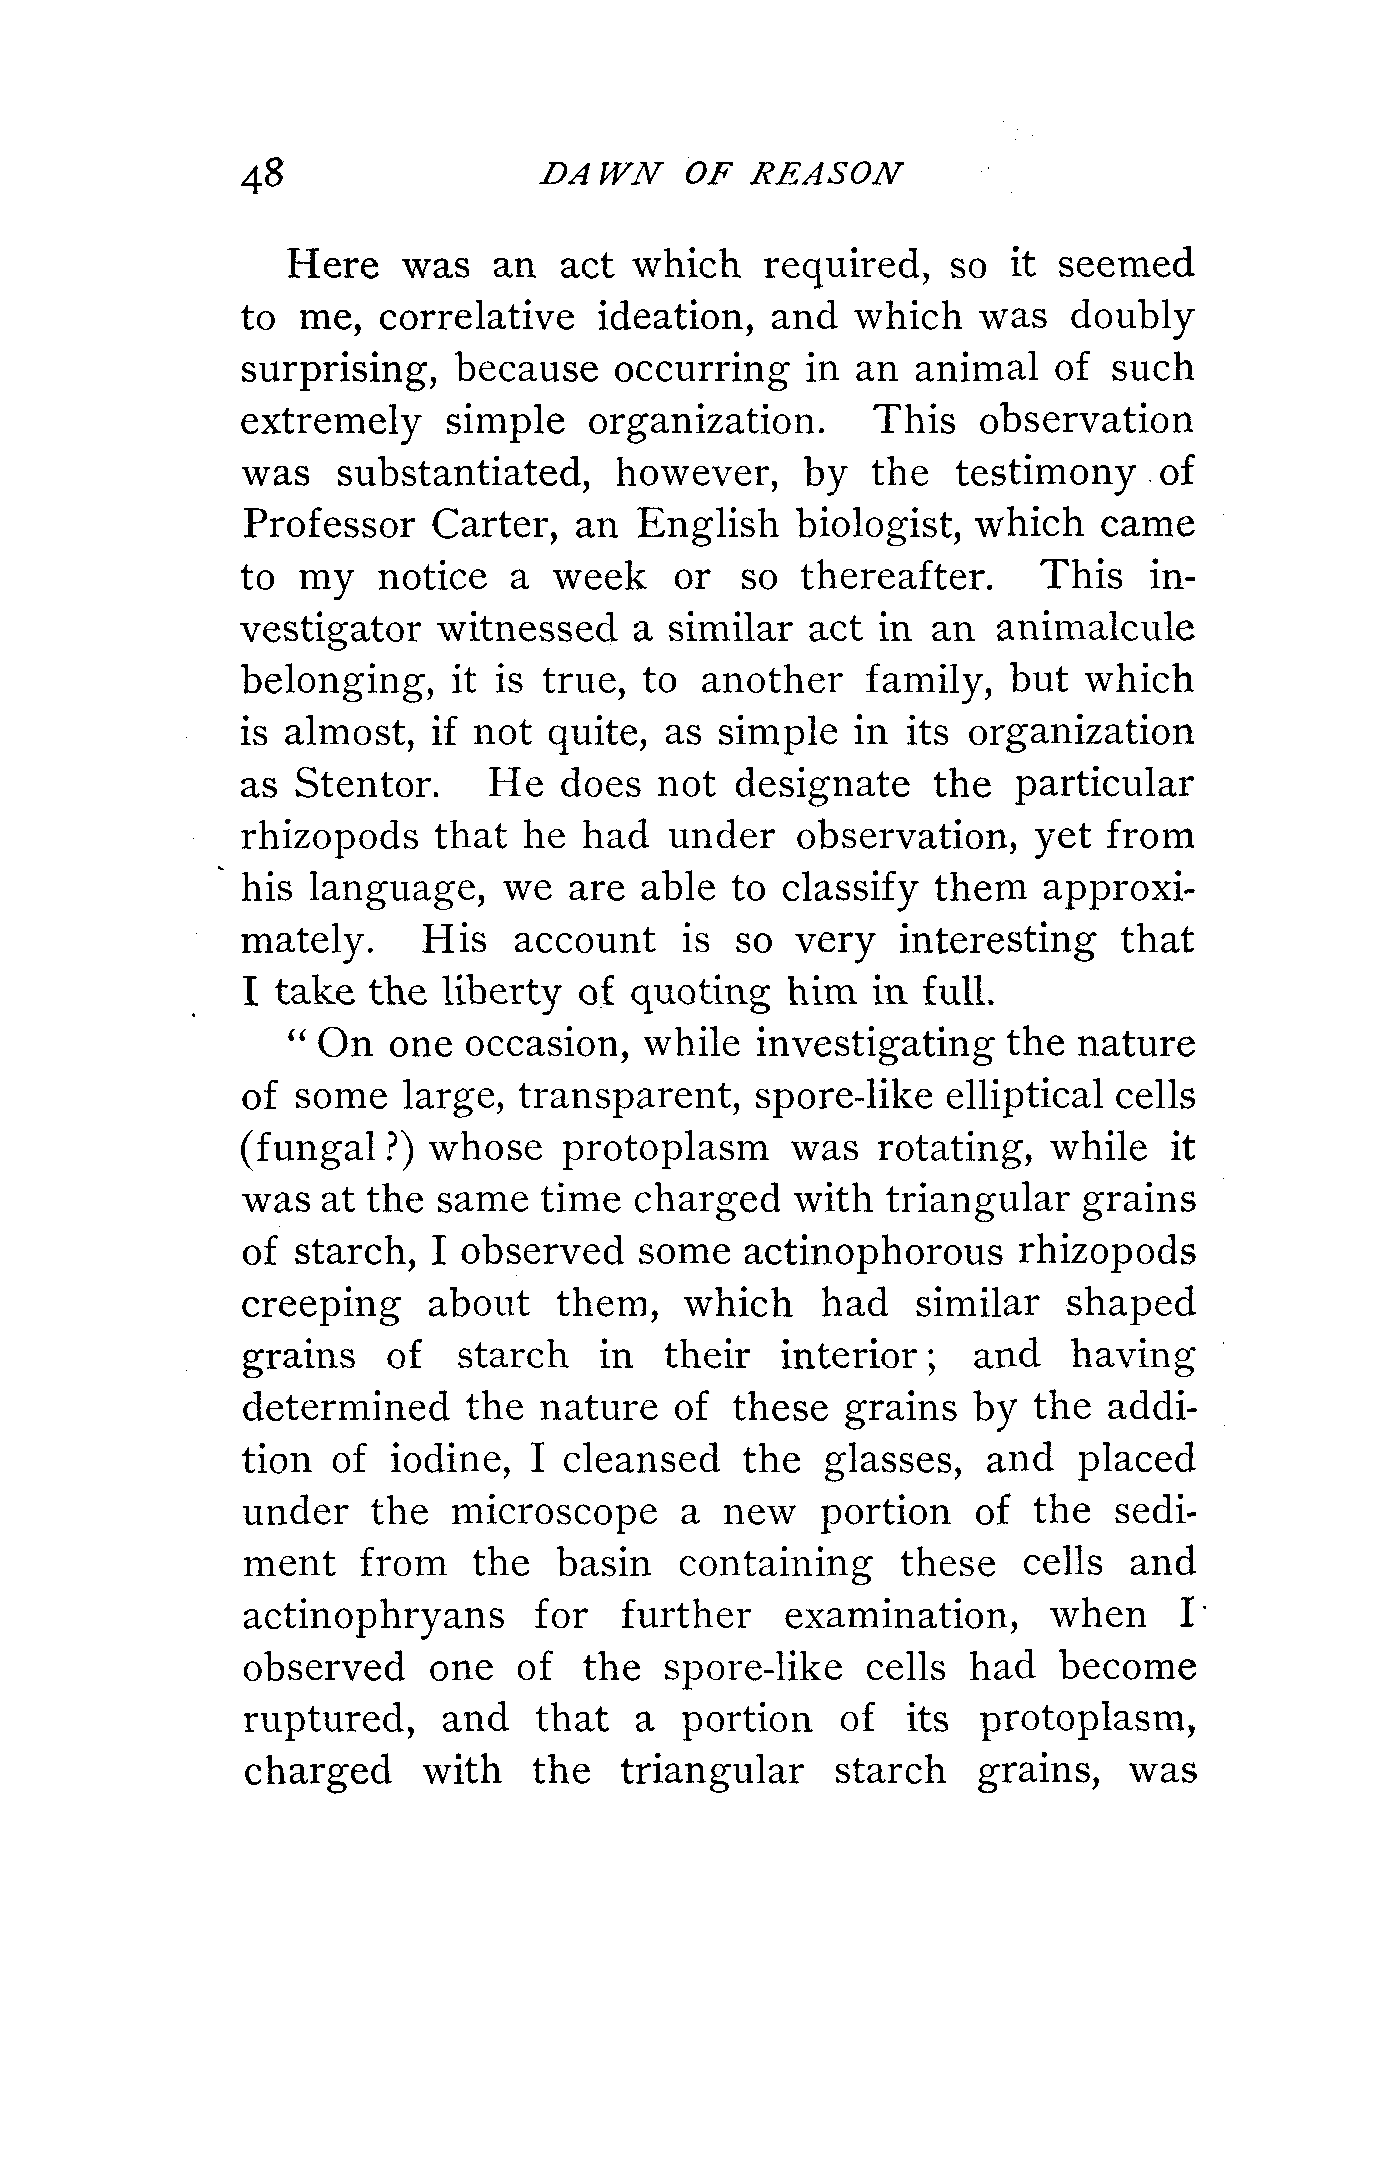 48 DAWN OF REASON
Here was an act which required, so it seemed
to me, correlative ideation, and which was doubly
surprising, because occurring in an animal of such
extremely simple organization. This observation
was substantiated, however, by the testimony of
Professor Carter, an English biologist, which came
to my notice a week or so thereafter. This in-
vestigator witnessed a similar act in an animalcule
belonging, it is true, to another family, but which
is almost, if not quite, as simple in its organization
as Stentor. He does not designate the particular
rhizopods that he had under observation, yet from
his language, we are able to classify them approxi-
mately. His account is so very interesting that
I take the liberty of quoting him in full.
“On one occasion, while investigating the nature
of some large, transparent, spore-like elliptical cells
(fungal?) whose protoplasm was rotating, while it
was at the same time charged with triangular grains
of starch, I observed some actinophorous rhizopods
creeping about them, which had similar shaped
grains of starch in their interior; and having
determined the nature of these grains by the addi-
tion of iodine, I cleansed the glasses, and placed
under the microscope a new portion of the sedi-
ment from the basin containing these cells and
actinophryans for further examination, when I
observed one of the spore-like cells had become
ruptured, and that a portion of its protoplasm,
charged with the triangular starch grains, was